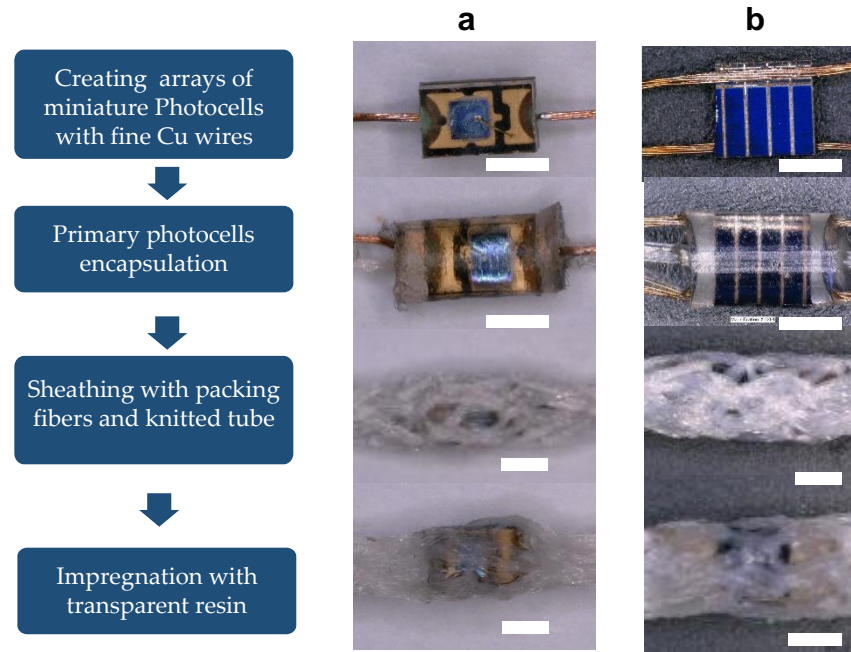 a
b
Creating arrays of
miniature Photocells
with fine Cu wires
Primary photocells
encapsulation
Sheathing with packing
fibers and knitted tube
Impregnation with
transparent resin